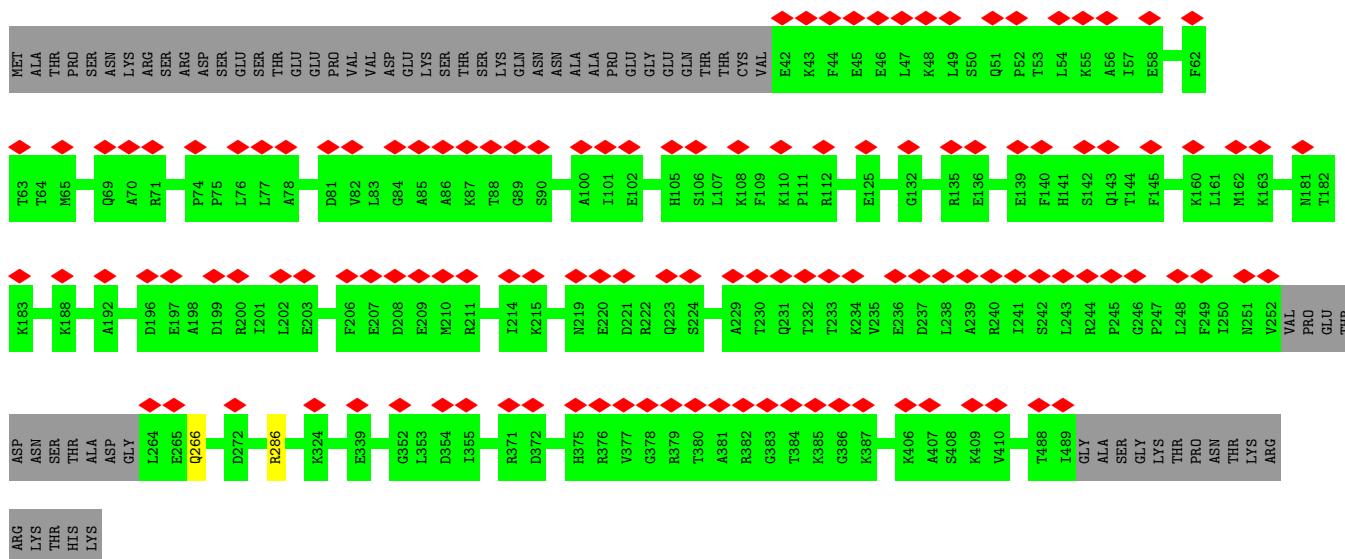 MET ALA THR PRO SER ASN LYS ARG SER ARG ASP SER GLU SER THR GLU GLU PRO VAL VAL ASP GLU LYS SER THR SER LYS GLN ASN ASN ALA ALA PRO GLU GLY GLU GLN THR THR CYS VAL E42 K43 F44 E45 E46 L47 K48 L49 S50 Q51 P52 T53 L54 K55 A56 I57 E58 F62
T63 T64 M65 Q69 A70 R71 P74 P75 L76 L77 A78 D81 V82 L83 G84 A85 A86 K87 T88 G89 S90 A100 I101 E102 H105 S106 L107 K108 F109 K110 P111 R112 E125 G132 R135 E136 E139 F140 H141 S142 Q143 T144 F145 K160 L161 M162 K163 N181 T182
K183 K188 A192 D196 E197 A198 D199 R200 I201 L202 E203 F206 E207 D208 E209 M210 R211 I214 K215 N219 E220 D221 R222 Q223 S224 A229 T230 Q231 T232 T233 K234 V235 E236 D237 L238 A239 R240 I241 S242 L243 R244 P245 G246 P247 L248 F249 I250 N251 V252 VAL PRO GLU THR
ASP ASN SER THR ALA ASP GLY L264 E265 Q266 D272 R286 K324 E339 G352 L353 D354 I355 R371 D372 H375 R376 V377 G378 R379 T380 A381 R382 G383 T384 K385 G386 K387 K406 A407 S408 K409 V410 T488 I489 GLY ALA SER GLY LYS THR PRO ASN THR LYS ARG
ARG LYS THR HIS LYS